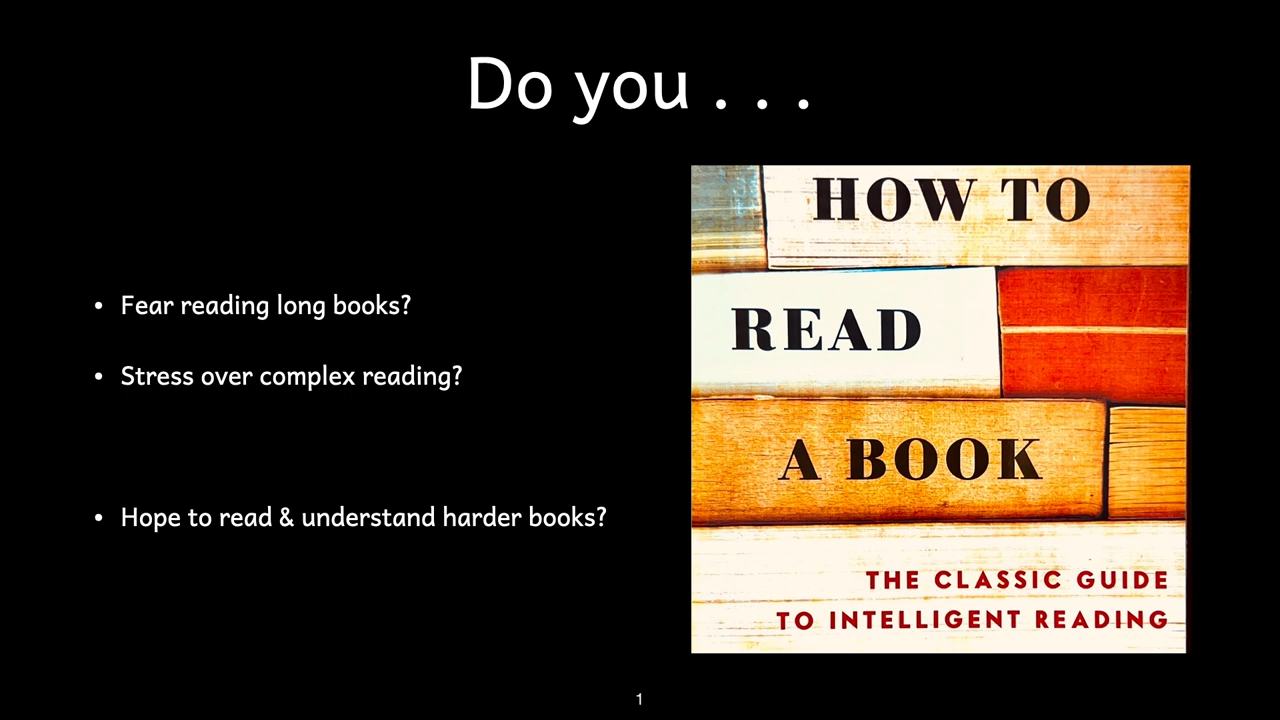 Do you . . .
• Fear reading long books?
• Stress over complex reading?
• Hope to read & understand harder books?
HOW TO
READ
A BOOK
THE CLASSIC GUIDE
TO INTELLIGENT READING
1